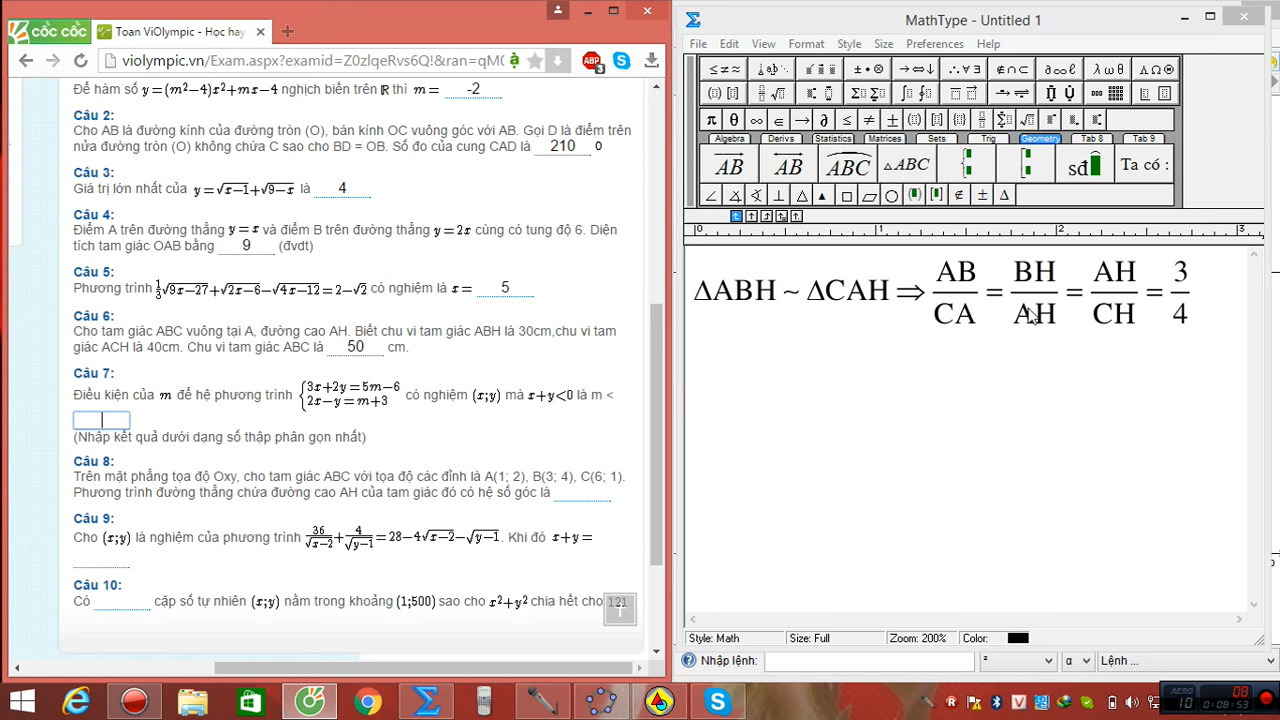 cốc cốc
Toan ViOlympic - Học hay
violympic.vn/Exam.aspx?examid=Z0zlqeRvs6Q!&ran=qM
Để hàm số y=(m²−4)x²+mx−4 nghịch biến trên ℝ thì m= -2
Câu 2:
Cho AB là đường kính của đường tròn (O), bán kính OC vuông góc với AB. Gọi D là điểm trên
nửa đường tròn (O) không chứa C sao cho BD = OB. Số đo của cung CAD là 210 0
Câu 3:
Giá trị lớn nhất của y=√x−1+√9−x là 4
Câu 4:
Điểm A trên đường thẳng y=x và điểm B trên đường thẳng y=2x cùng có tung độ 6. Diện
tích tam giác OAB bằng 9 (đvdt)
Câu 5:
Phương trình 1/3√9x−27+√2x−6−√4x−12=2−√2 có nghiệm là x= 5
Câu 6:
Cho tam giác ABC vuông tại A, đường cao AH. Biết chu vi tam giác ABH là 30cm,chu vi tam
giác ACH là 40cm. Chu vi tam giác ABC là 50 cm.
Câu 7:
Điều kiện của m để hệ phương trình {3x+2y=5m−6 2x−y=m+3 có nghiệm (x;y) mà x+y<0 là m <
(Nhập kết quả dưới dạng số thập phân gọn nhất)
Câu 8:
Trên mặt phẳng tọa độ Oxy, cho tam giác ABC với tọa độ các đỉnh là A(1; 2), B(3; 4), C(6; 1).
Phương trình đường thẳng chứa đường cao AH của tam giác đó có hệ số góc là
Câu 9:
Cho (x;y) là nghiệm của phương trình 36/√x−2+4/√y−1=28−4√x−2−√y−1. Khi đó x+y=
Câu 10:
Có cặp số tự nhiên (x;y) nằm trong khoảng (1;500) sao cho x²+y² chia hết cho 121
MathType - Untitled 1
File Edit View Format Style Size Preferences Help
Algebra Derivs Statistics Matrices Sets Trig Geometry Tab 8 Tab 9
AB AB ABC △ABC sđ Ta có :
0 1 2 3
ΔABH ~ ΔCAH ⇒ AB/CA = BH/AH = AH/CH = 3/4
Style: Math Size: Full Zoom: 200% Color:
Nhập lệnh: ² α Lệnh ...
AERO 10 08 0:08:53